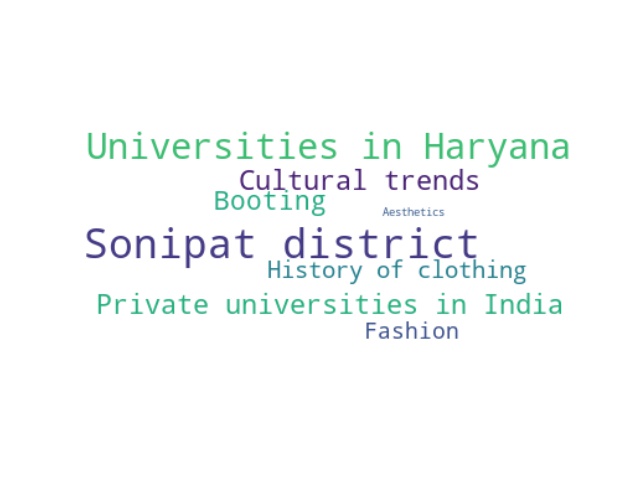 Universities in Haryana
Cultural trends
Booting
Aesthetics
Sonipat district
History of clothing
Private universities in India
Fashion